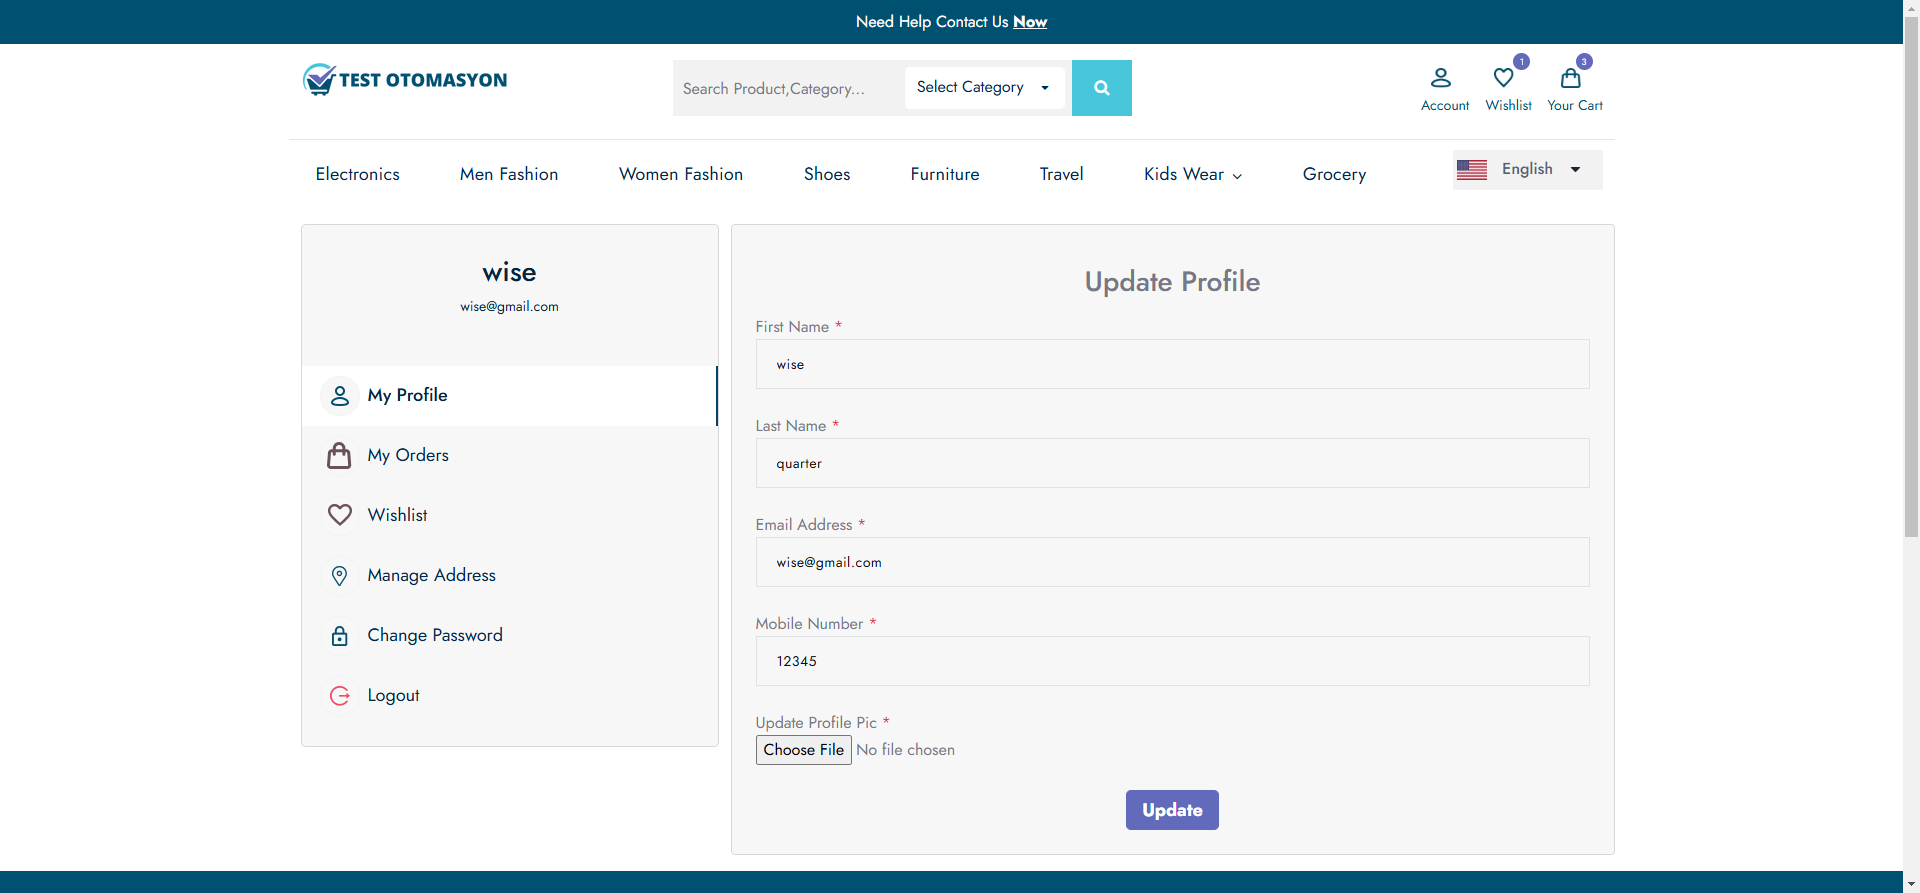 Need Help Contact Us Now
TEST OTOMASYON
Search Product,Category...
Select Category
1
3
Account
Wishlist
Your Cart
Electronics
Men Fashion
Women Fashion
Shoes
Furniture
Travel
Kids Wear
Grocery
English
wise
wise@gmail.com
My Profile
My Orders
Wishlist
Manage Address
Change Password
Logout
Update Profile
First Name *
wise
Last Name *
quarter
Email Address *
wise@gmail.com
Mobile Number *
12345
Update Profile Pic *
Choose File No file chosen
Update